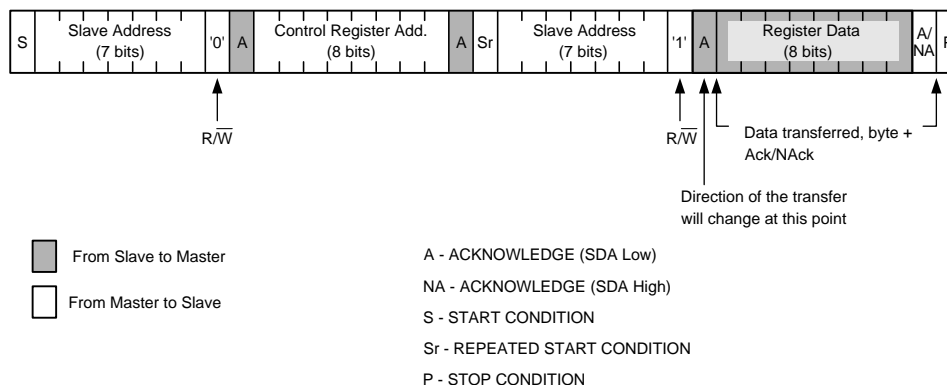 S Slave Address (7 bits) '0' A Control Register Add. (8 bits) A Sr Slave Address (7 bits) '1' A Register Data (8 bits) A/NA
R/W̅
R/W̅
Data transferred, byte +
Ack/NAck
Direction of the transfer
will change at this point
From Slave to Master
From Master to Slave
A - ACKNOWLEDGE (SDA Low)
NA - ACKNOWLEDGE (SDA High)
S - START CONDITION
Sr - REPEATED START CONDITION
P - STOP CONDITION